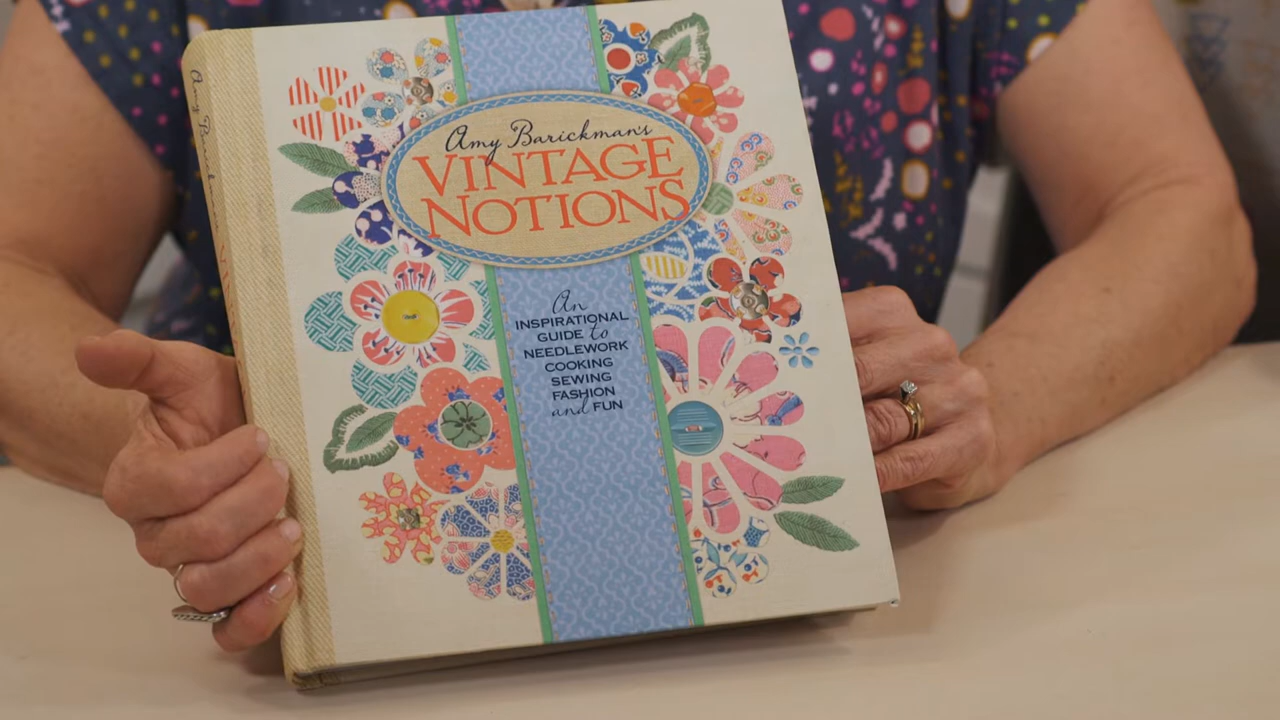 Amy Barickman's
VINTAGE
NOTIONS
An
INSPIRATIONAL
GUIDE to
NEEDLEWORK
COOKING
SEWING
FASHION
and FUN